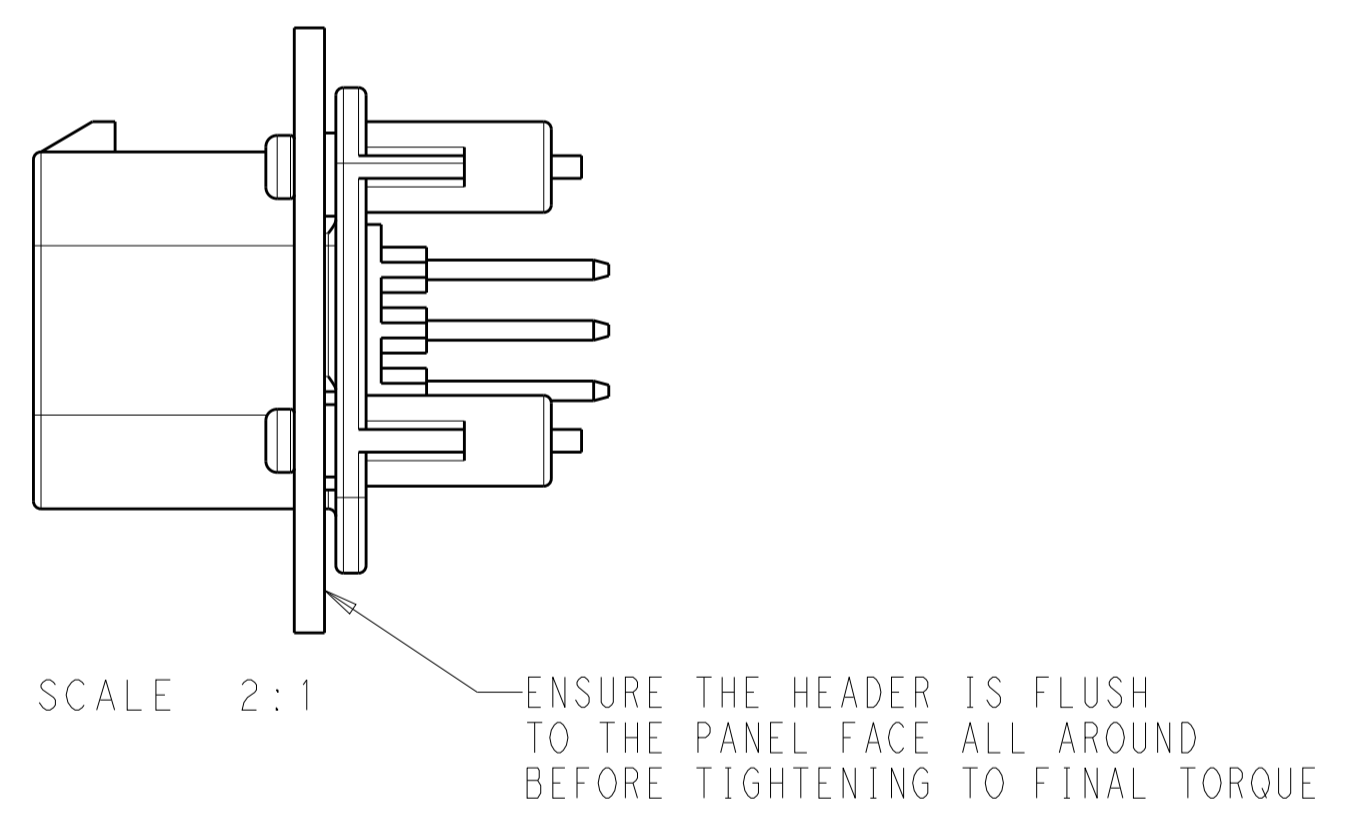 SCALE 2:1
ENSURE THE HEADER IS FLUSH
TO THE PANEL FACE ALL AROUND
BEFORE TIGHTENING TO FINAL TORQUE